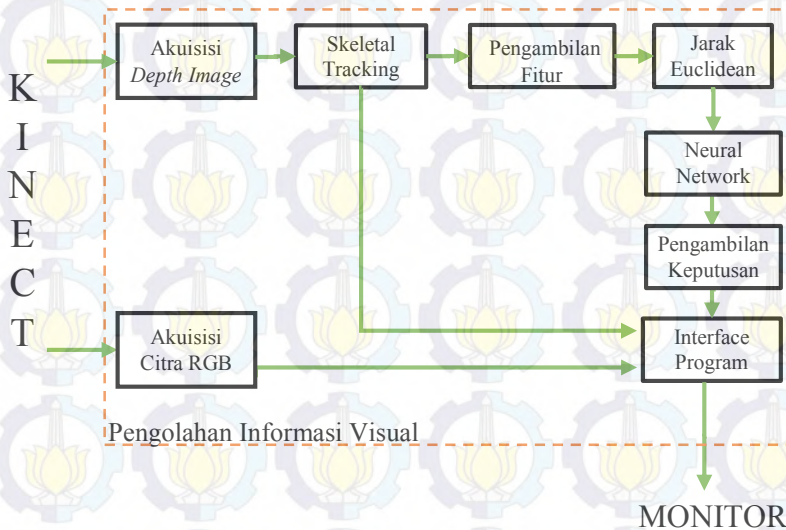 KINECT
Akuisisi
Depth Image
Skeletal
Tracking
Pengambilan
Fitur
Jarak
Euclidean
Neural
Network
Pengambilan
Keputusan
Akuisisi
Citra RGB
Interface
Program
Pengolahan Informasi Visual
MONITOR